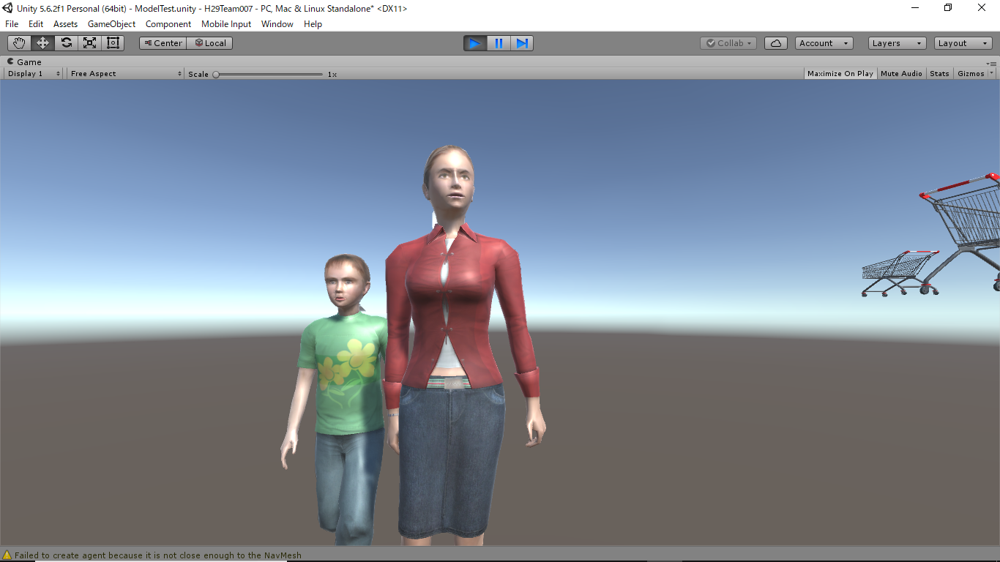 Unity 5.6.2f1 Personal (64bit) - ModelTest.unity - H29Team007 - PC, Mac & Linux Standalone* <DX11>
File Edit Assets GameObject Component Mobile Input Window Help
Center Local Collab Account Layers Layout
Game
Display 1 Free Aspect Scale 1x Maximize On Play Mute Audio Stats Gizmos
Failed to create agent because it is not close enough to the NavMesh